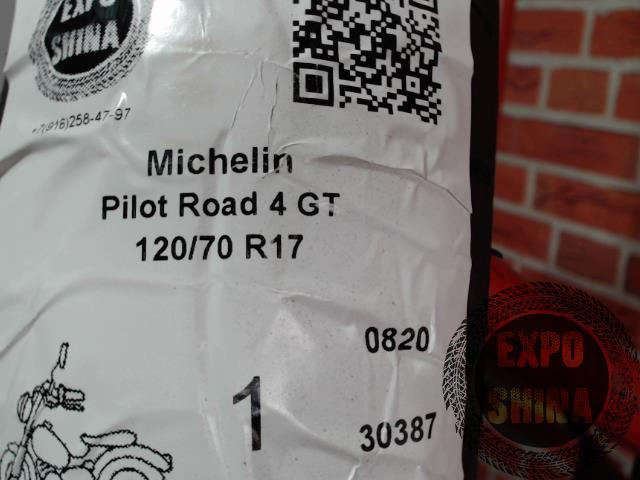 EXPO
SHINA
+7(916)258-47-97
Michelin
Pilot Road 4 GT
120/70 R17
0820
1
30387
EXPO
SHINA